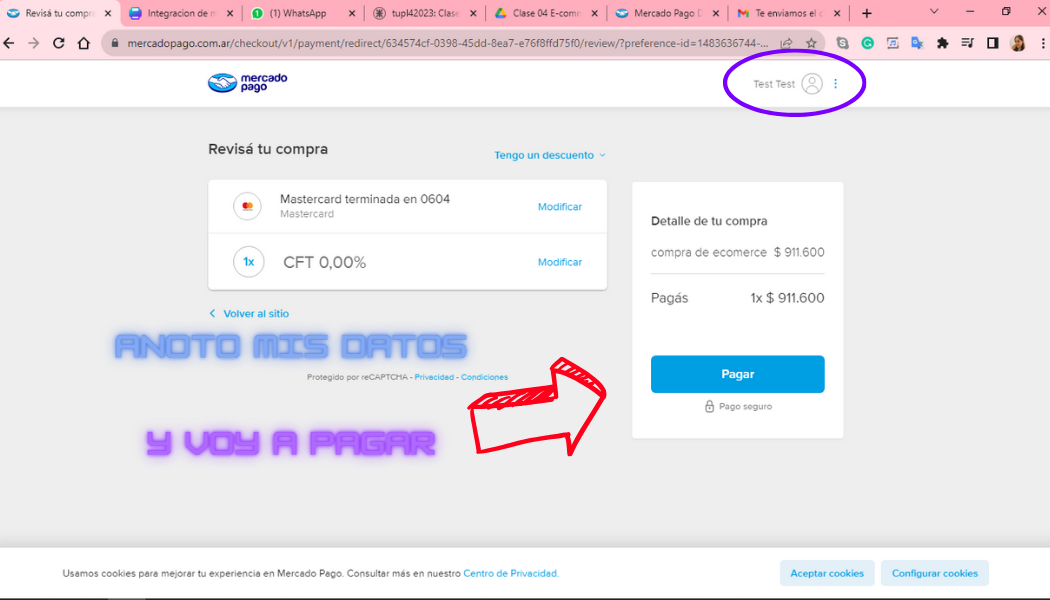 Revisá tu compr
Integracion de m
(1) WhatsApp
tupl42023: Clase
Clase 04 E-comr
Mercado Pago D
Te enviamos el c
mercadopago.com.ar/checkout/v1/payment/redirect/634574cf-0398-45dd-8ea7-e76f8ffd75f0/review/?preference-id=1483636744-...
mercado
pago
Test Test
Revisá tu compra
Tengo un descuento
Mastercard terminada en 0604
Mastercard
Modificar
1x
CFT 0,00%
Modificar
Volver al sitio
ANOTO MIS DATOS
Protegido por reCAPTCHA - Privacidad - Condiciones
Y VOY A PAGAR
Detalle de tu compra
compra de ecomerce $ 911.600
Pagás 1x $ 911.600
Pagar
Pago seguro
Usamos cookies para mejorar tu experiencia en Mercado Pago. Consultar más en nuestro Centro de Privacidad.
Aceptar cookies
Configurar cookies